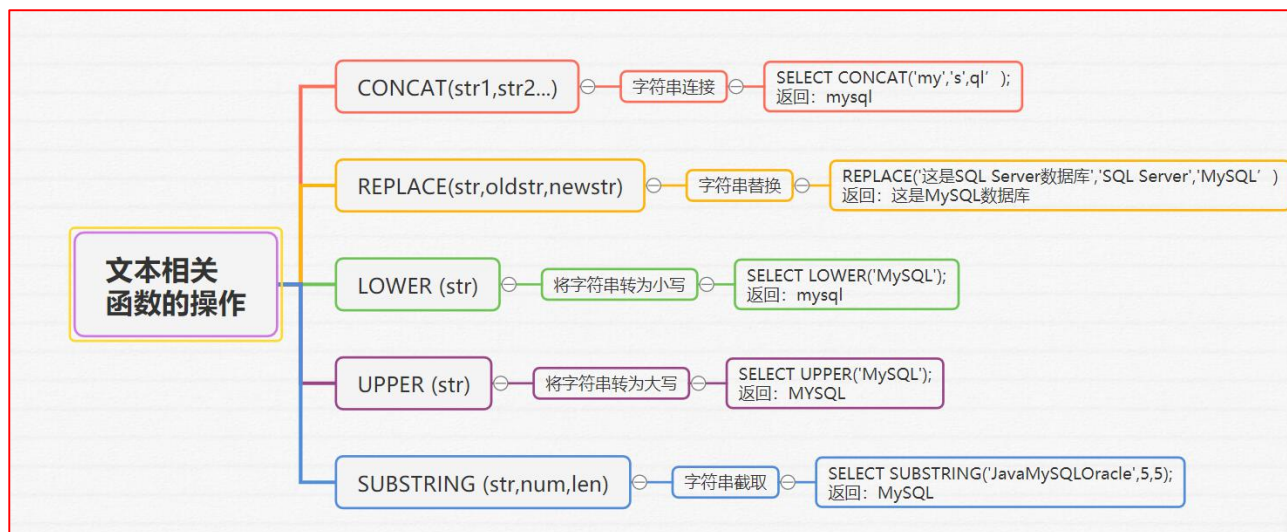 文本相关
函数的操作
CONCAT(str1,str2...)
字符串连接
SELECT CONCAT('my','s',ql’);
返回：mysql
REPLACE(str,oldstr,newstr)
字符串替换
REPLACE('这是SQL Server数据库','SQL Server','MySQL’)
返回：这是MySQL数据库
LOWER (str)
将字符串转为小写
SELECT LOWER('MySQL');
返回：mysql
UPPER (str)
将字符串转为大写
SELECT UPPER('MySQL');
返回：MYSQL
SUBSTRING (str,num,len)
字符串截取
SELECT SUBSTRING('JavaMySQLOracle',5,5);
返回：MySQL